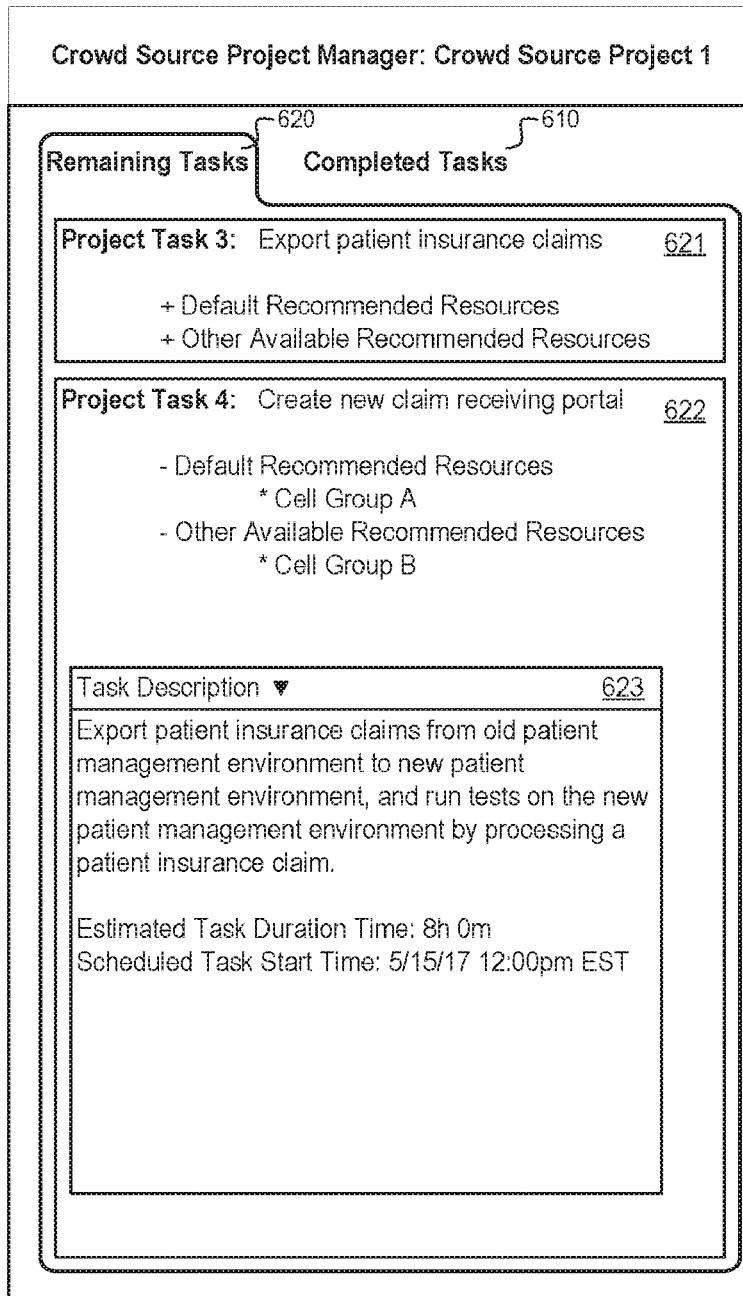 Crowd Source Project Manager: Crowd Source Project 1
620
610
Remaining Tasks
Completed Tasks
Project Task 3: Export patient insurance claims 621
+ Default Recommended Resources
+ Other Available Recommended Resources
Project Task 4: Create new claim receiving portal 622
- Default Recommended Resources
* Cell Group A
- Other Available Recommended Resources
* Cell Group B
Task Description ▼ 623
Export patient insurance claims from old patient
management environment to new patient
management environment, and run tests on the new
patient management environment by processing a
patient insurance claim.
Estimated Task Duration Time: 8h 0m
Scheduled Task Start Time: 5/15/17 12:00pm EST